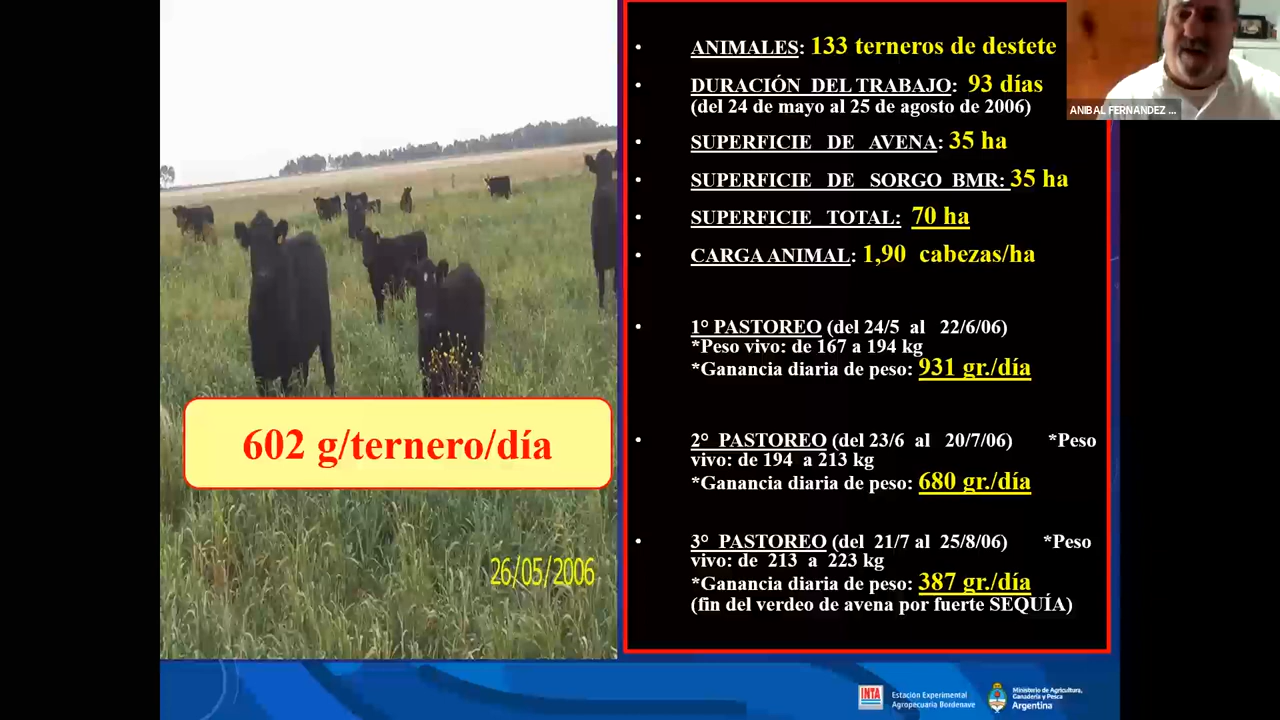 • ANIMALES: 133 terneros de destete
• DURACIÓN DEL TRABAJO: 93 días
(del 24 de mayo al 25 de agosto de 2006)
• SUPERFICIE DE AVENA: 35 ha
• SUPERFICIE DE SORGO BMR: 35 ha
• SUPERFICIE TOTAL: 70 ha
• CARGA ANIMAL: 1,90 cabezas/ha
• 1° PASTOREO (del 24/5 al 22/6/06)
*Peso vivo: de 167 a 194 kg
*Ganancia diaria de peso: 931 gr./día
• 2° PASTOREO (del 23/6 al 20/7/06) *Peso
vivo: de 194 a 213 kg
*Ganancia diaria de peso: 680 gr./día
• 3° PASTOREO (del 21/7 al 25/8/06) *Peso
vivo: de 213 a 223 kg
*Ganancia diaria de peso: 387 gr./día
(fin del verdeo de avena por fuerte SEQUÍA)
602 g/ternero/día
26/05/2006
ANIBAL FERNANDEZ ...
INTA
Estación Experimental
Agropecuaria Bordenave
Ministerio de Agricultura,
Ganadería y Pesca
Argentina